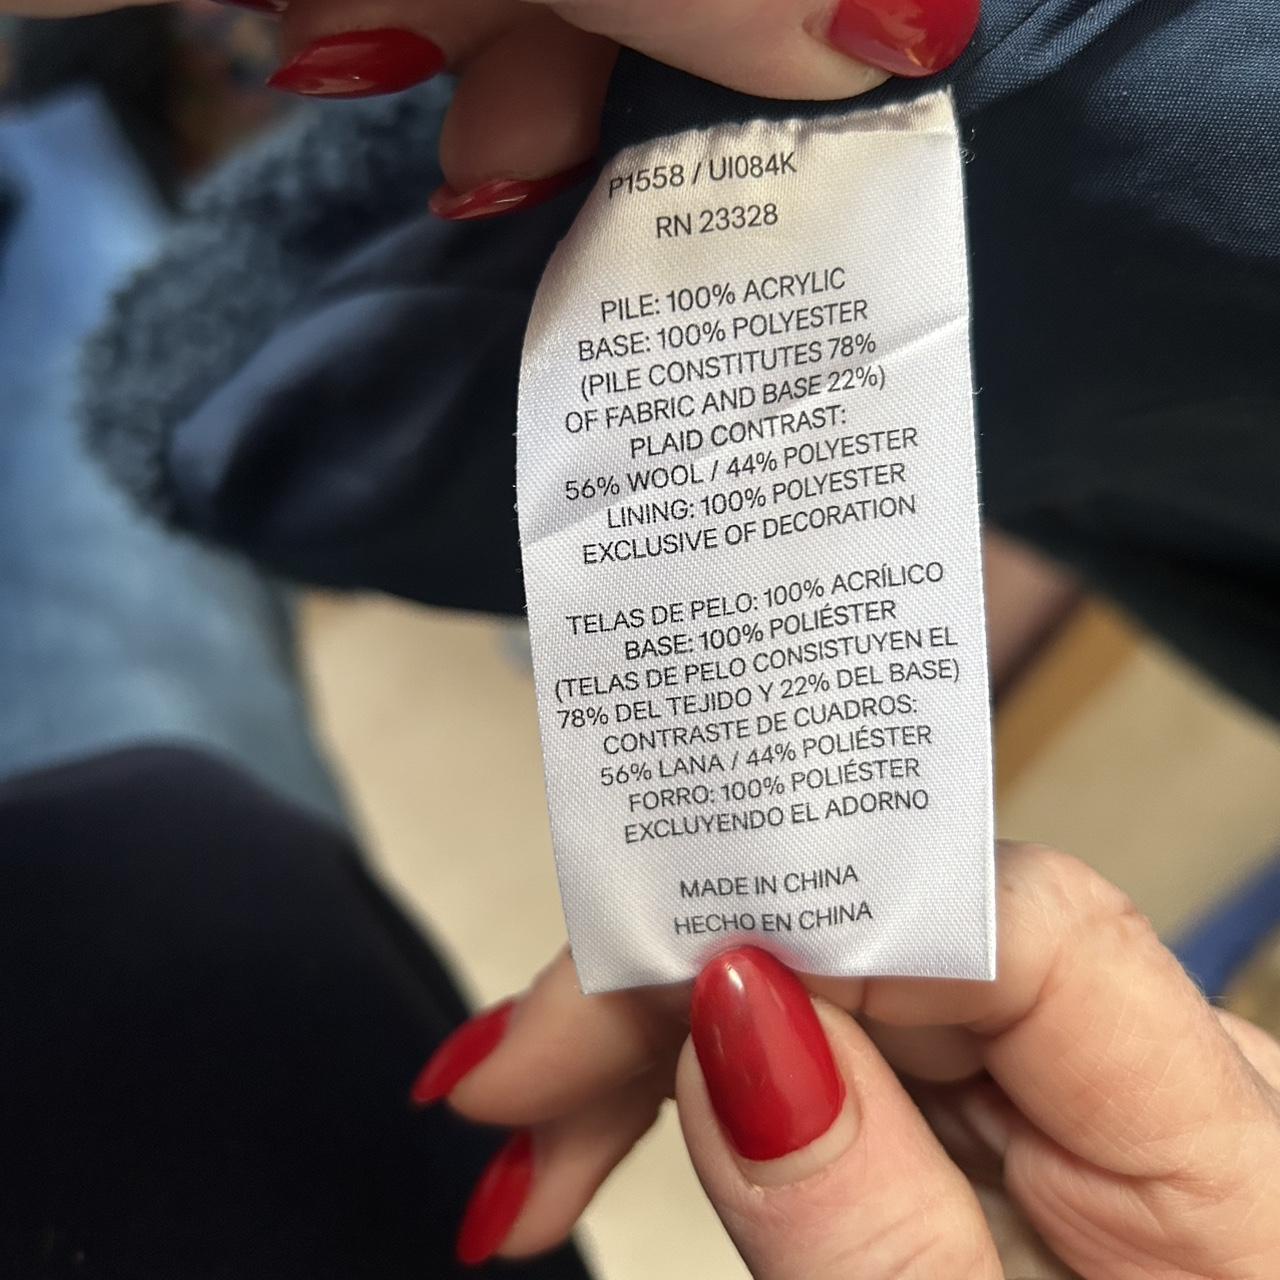 P1558 / UI084K
RN 23328
PILE: 100% ACRYLIC
BASE: 100% POLYESTER
(PILE CONSTITUTES 78%
OF FABRIC AND BASE 22%)
PLAID CONTRAST:
56% WOOL / 44% POLYESTER
LINING: 100% POLYESTER
EXCLUSIVE OF DECORATION
TELAS DE PELO: 100% ACRÍLICO
BASE: 100% POLIÉSTER
(TELAS DE PELO CONSISTUYEN EL
78% DEL TEJIDO Y 22% DEL BASE)
CONTRASTE DE CUADROS:
56% LANA / 44% POLIÉSTER
FORRO: 100% POLIÉSTER
EXCLUYENDO EL ADORNO
MADE IN CHINA
HECHO EN CHINA